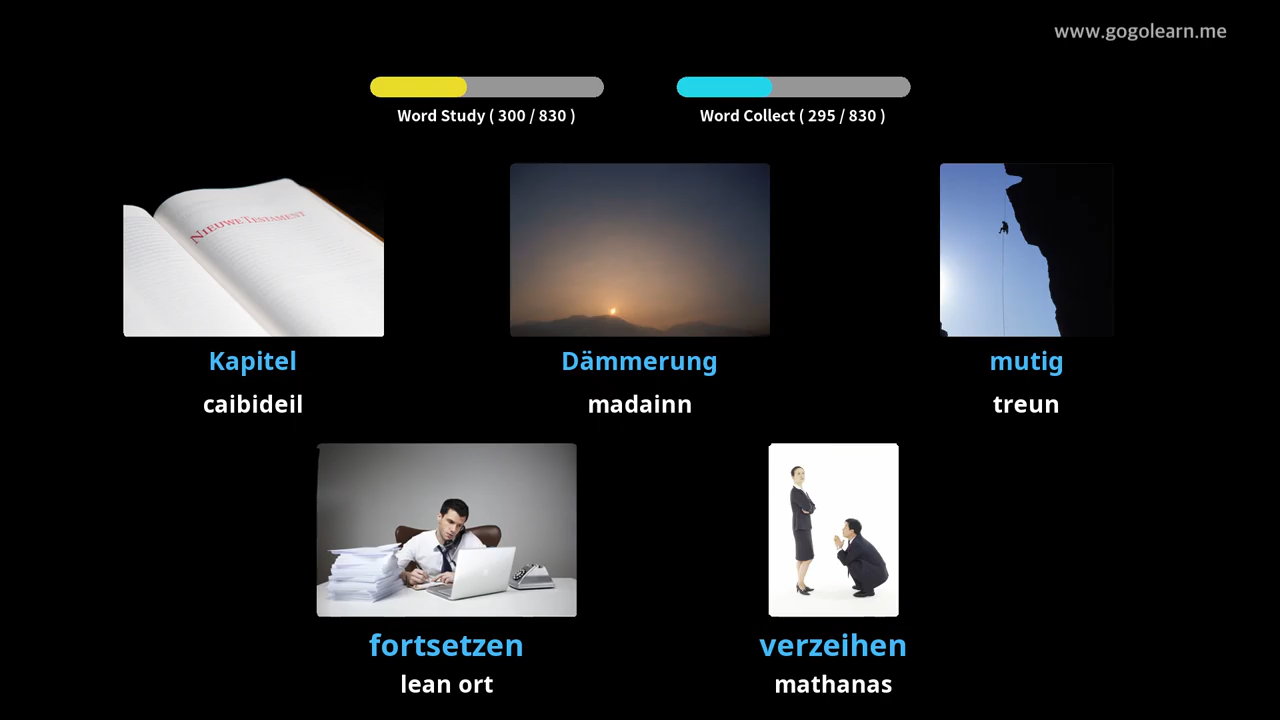 www.gogolearn.me
Word Study ( 300 / 830 )
Word Collect ( 295 / 830 )
NIEUWE TESTAMENT
Kapitel
Dämmerung
mutig
caibideil
madainn
treun
fortsetzen
verzeihen
lean ort
mathanas